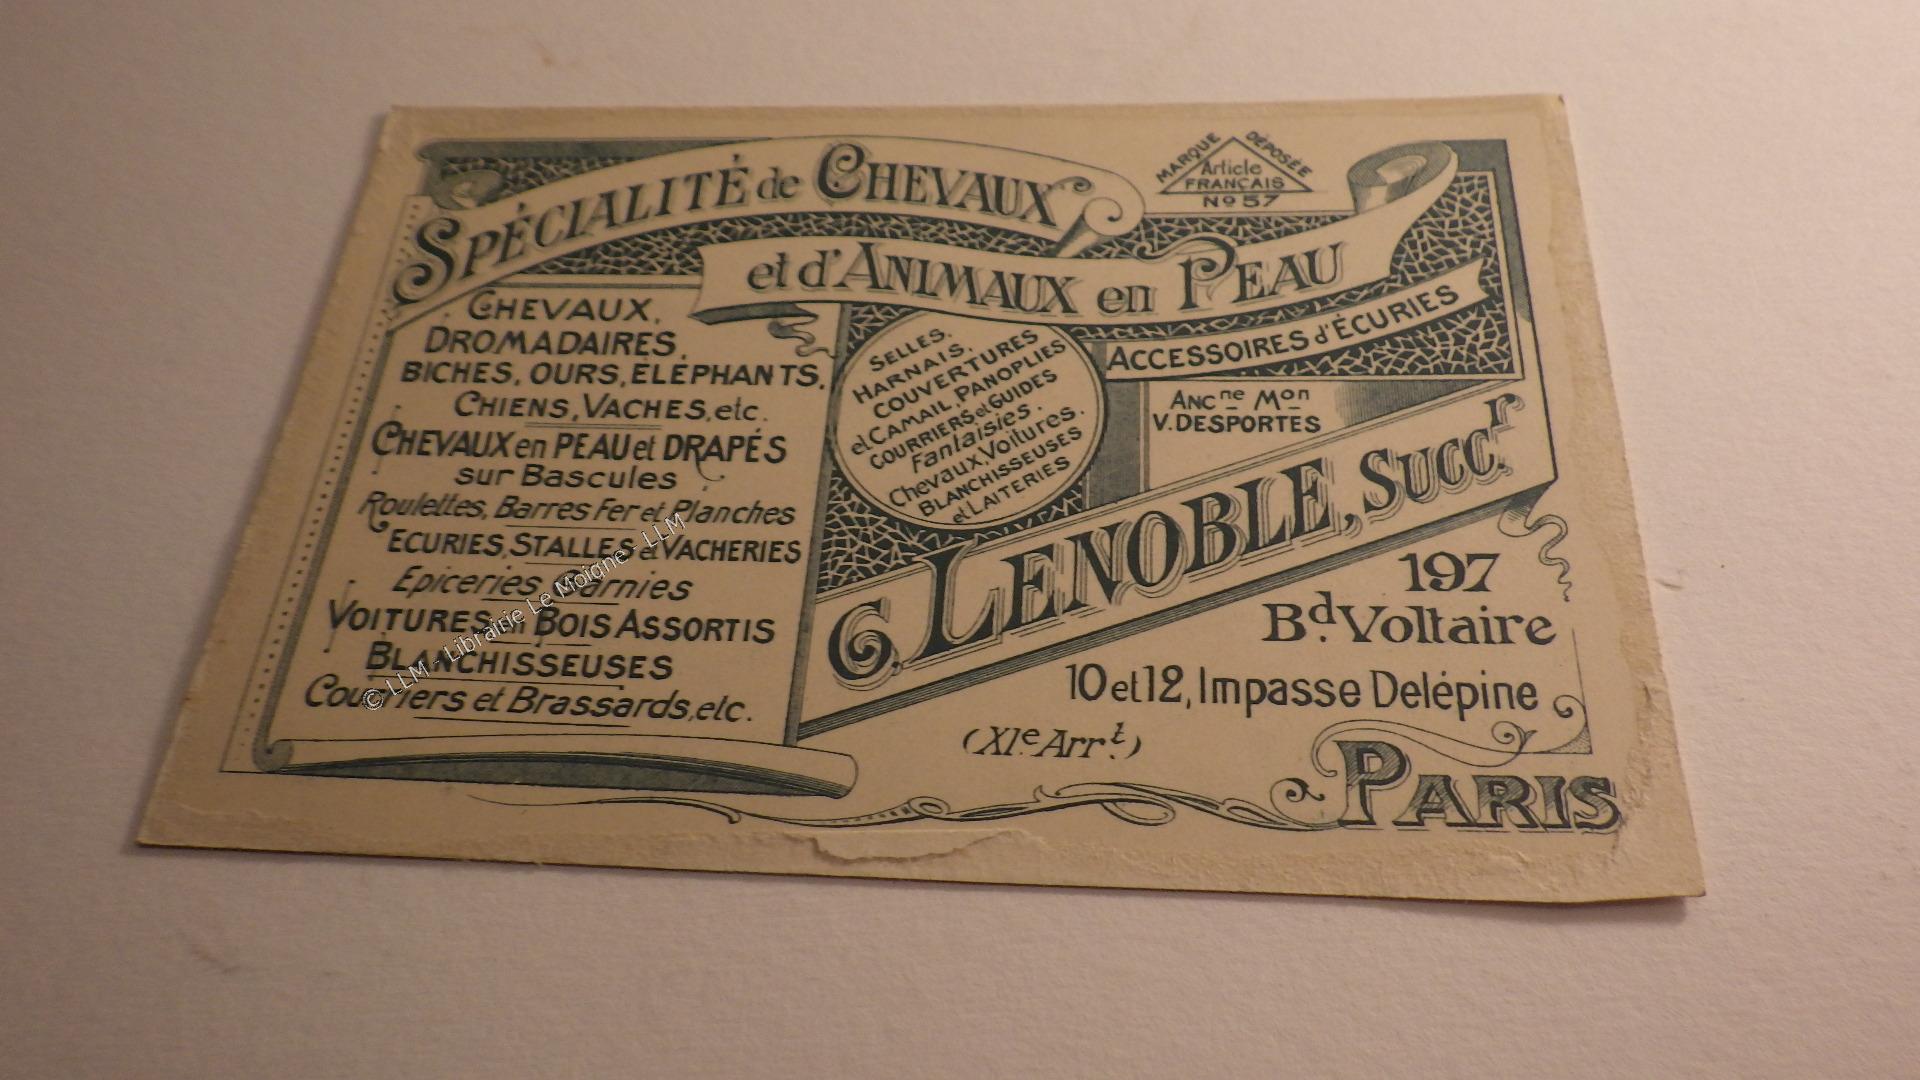 SPÉCIALITÉ de CHEVAUX
et d'ANIMAUX en PEAU
MARQUE DÉPOSÉE
Article
FRANÇAIS
No 57
ACCESSOIRES d'ÉCURIES
CHEVAUX,
DROMADAIRES,
BICHES, OURS, ELÉPHANTS,
CHIENS, VACHES, etc.
CHEVAUX en PEAU et DRAPÉS
sur BASCULES
Roulettes, Barres Fer et Planches
ECURIES, STALLES et VACHERIES
Epiceries Garnies
VOITURES en BOIS ASSORTIS
BLANCHISSEUSES
Courriers et Brassards, etc.
SELLES,
HARNAIS,
COUVERTURES
et CAMAIL, PANOPLIES
COURRIERS et GUIDES
Fantaisies.
Chevaux, Voitures.
BLANCHISSEUSES
et LAITERIES
ANCne Mon
V. DESPORTES
G. LENOBLE, SUCC.r
197
Bd. Voltaire
10 et 12, Impasse Delépine
(XIe Arrt.)
PARIS
© LLM - Librairie Le Moigne - LLM